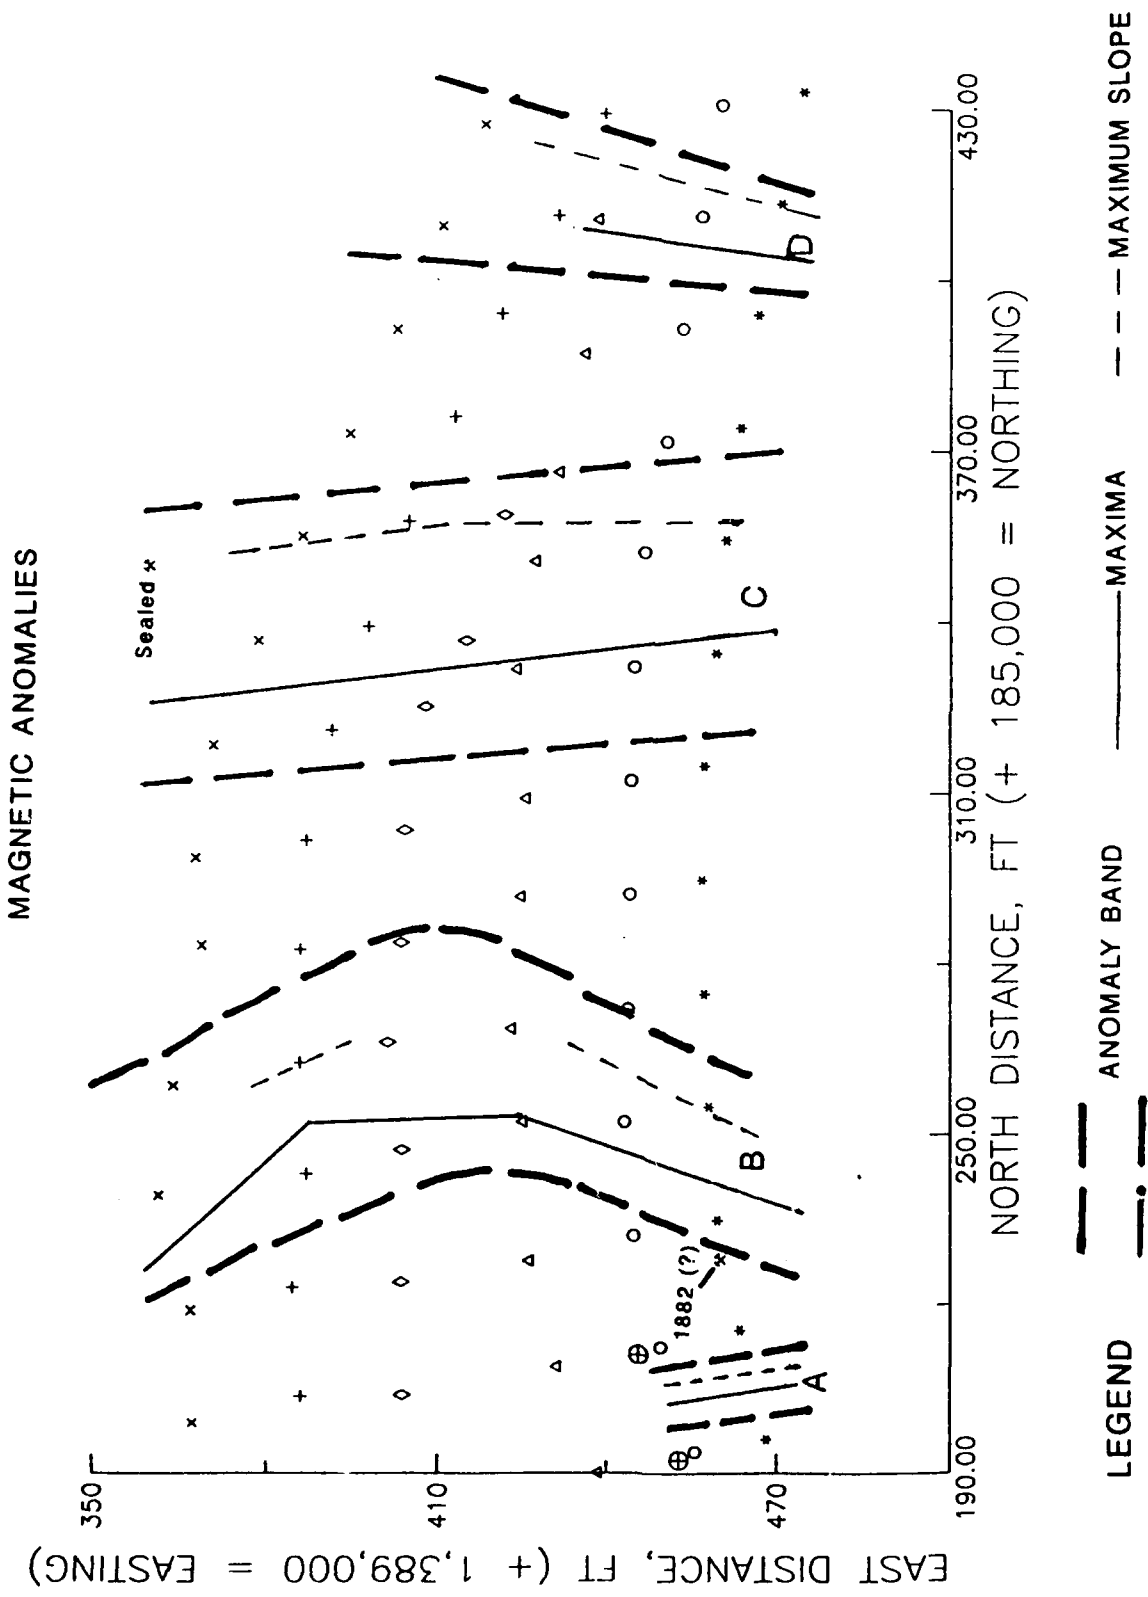 MAGNETIC ANOMALIES
Sealed
1882 (?)
A
B
C
D
350
410
470
EAST DISTANCE, FT (+ 1,389,000 = EASTING)
190.00
250.00
310.00
370.00
430.00
NORTH DISTANCE, FT (+ 185,000 = NORTHING)
LEGEND
ANOMALY BAND
MAXIMA
MAXIMUM SLOPE